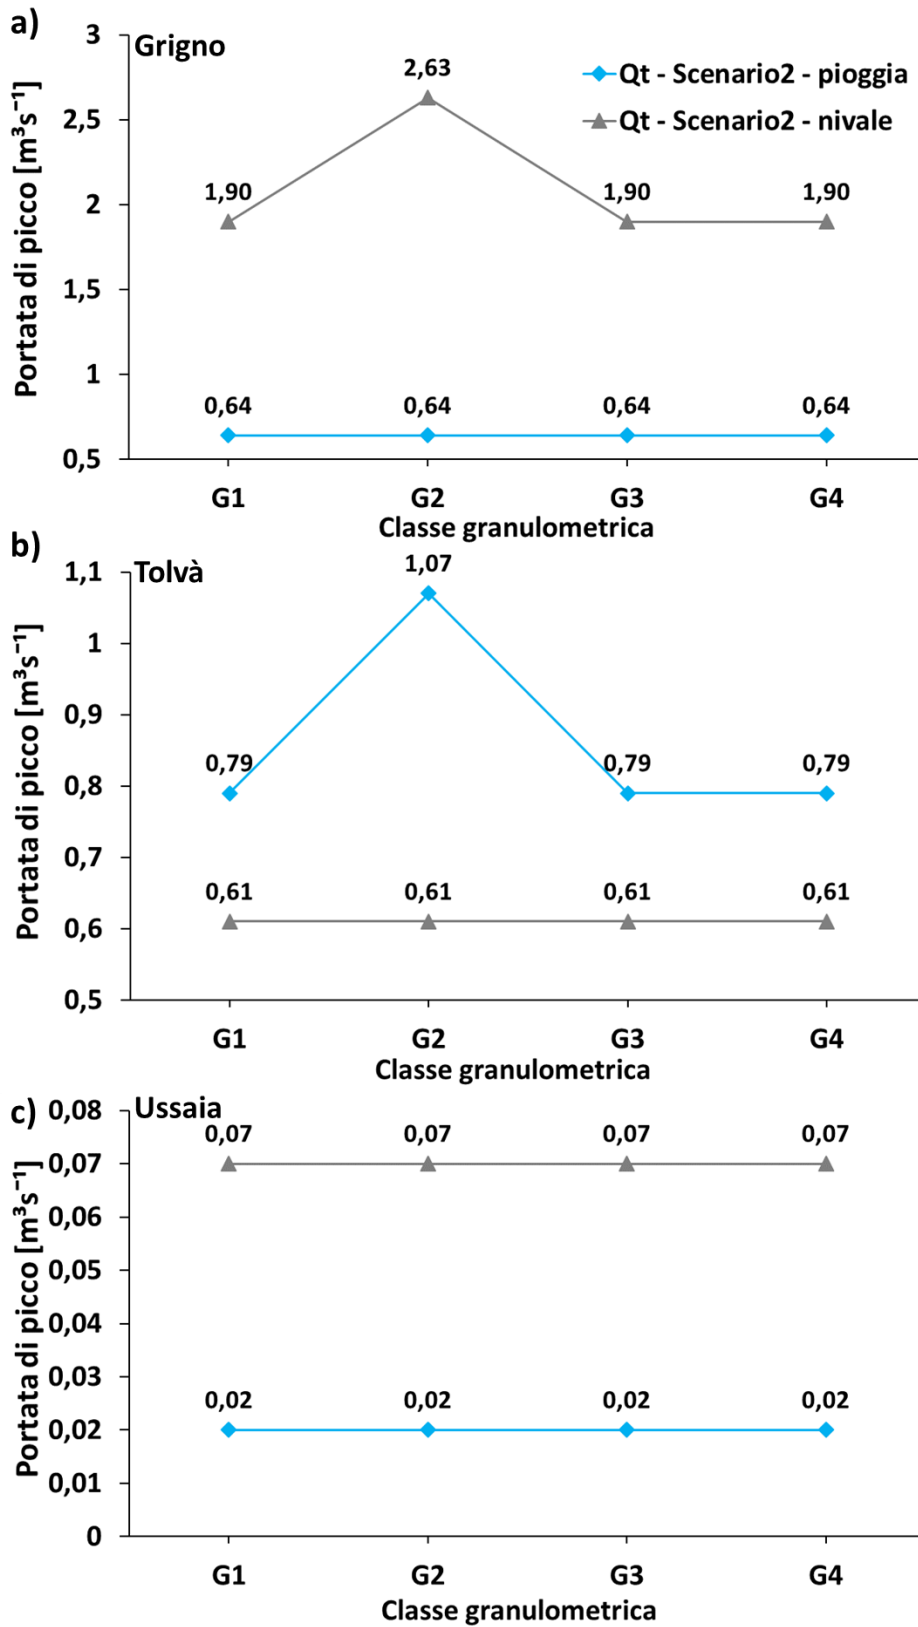 a)
Grigno
Qt - Scenario2 - pioggia
Qt - Scenario2 - nivale
Portata di picco [m³s⁻¹]
3
2,5
2
1,5
1
0,5
2,63
1,90
1,90
1,90
0,64
0,64
0,64
0,64
G1
G2
G3
G4
Classe granulometrica
b)
Tolvà
Portata di picco [m³s⁻¹]
1,1
1
0,9
0,8
0,7
0,6
0,5
1,07
0,79
0,79
0,79
0,61
0,61
0,61
0,61
G1
G2
G3
G4
Classe granulometrica
c)
Ussaia
Portata di picco [m³s⁻¹]
0,08
0,07
0,06
0,05
0,04
0,03
0,02
0,01
0
0,07
0,07
0,07
0,07
0,02
0,02
0,02
0,02
G1
G2
G3
G4
Classe granulometrica